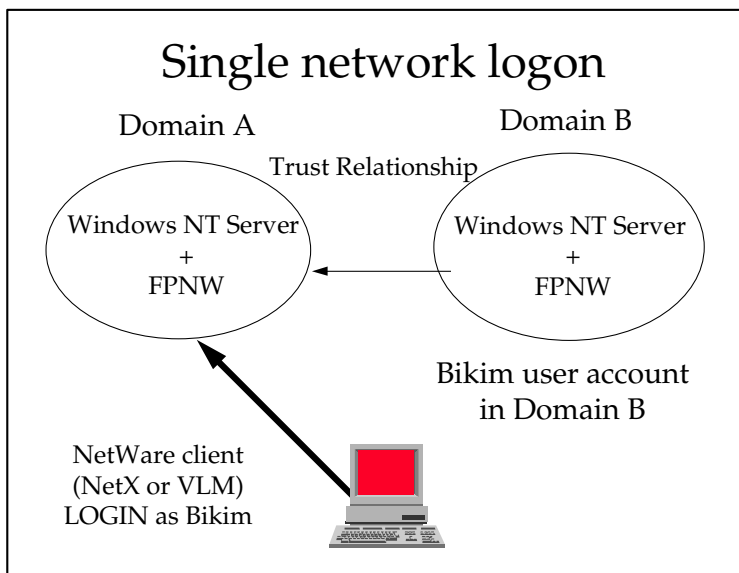 Single network logon
Domain A
Domain B
Trust Relationship
Windows NT Server
+
FPNW
Windows NT Server
+
FPNW
Bikim user account
in Domain B
NetWare client
(NetX or VLM)
LOGIN as Bikim